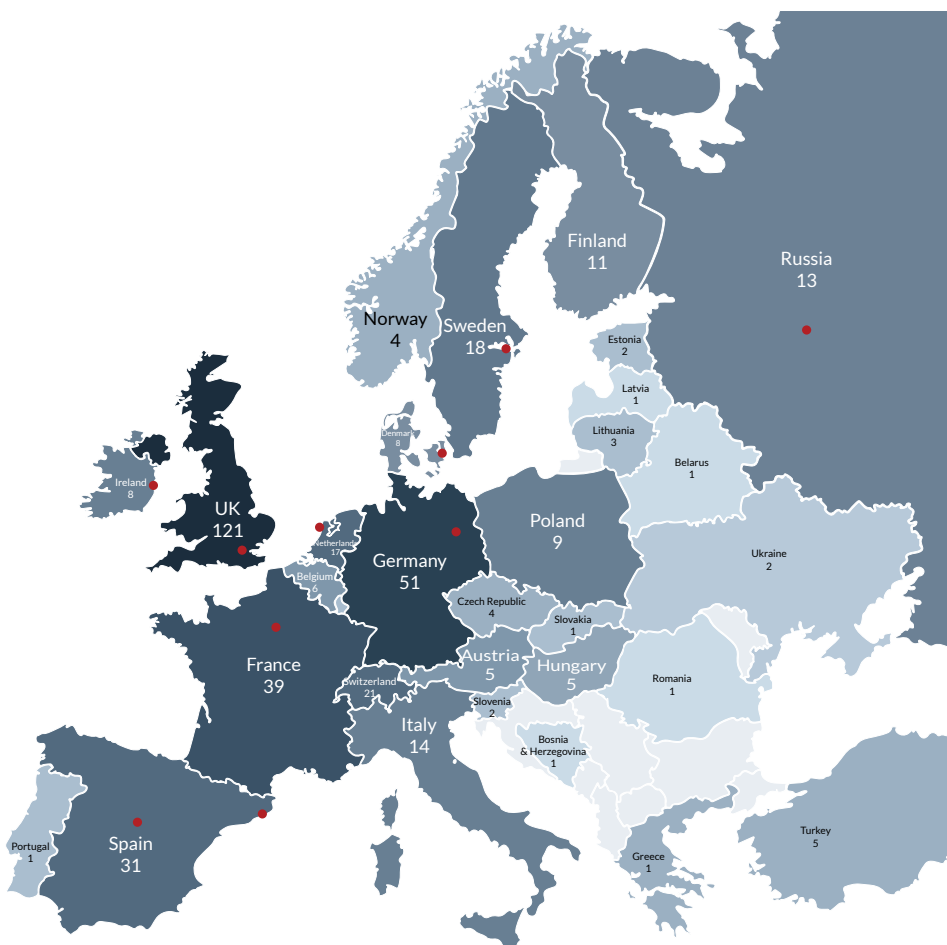 Finland
11
Russia
13
Norway
4
Sweden
18
Estonia
2
Latvia
1
Lithuania
3
Denmark
8
Belarus
1
Ireland
8
UK
121
Poland
9
Netherlands
17
Germany
51
Ukraine
2
Belgium
6
Czech Republic
4
Slovakia
1
Austria
5
Hungary
5
France
39
Switzerland
21
Romania
1
Slovenia
2
Italy
14
Bosnia
& Herzegovina
1
Portugal
1
Spain
31
Greece
1
Turkey
5